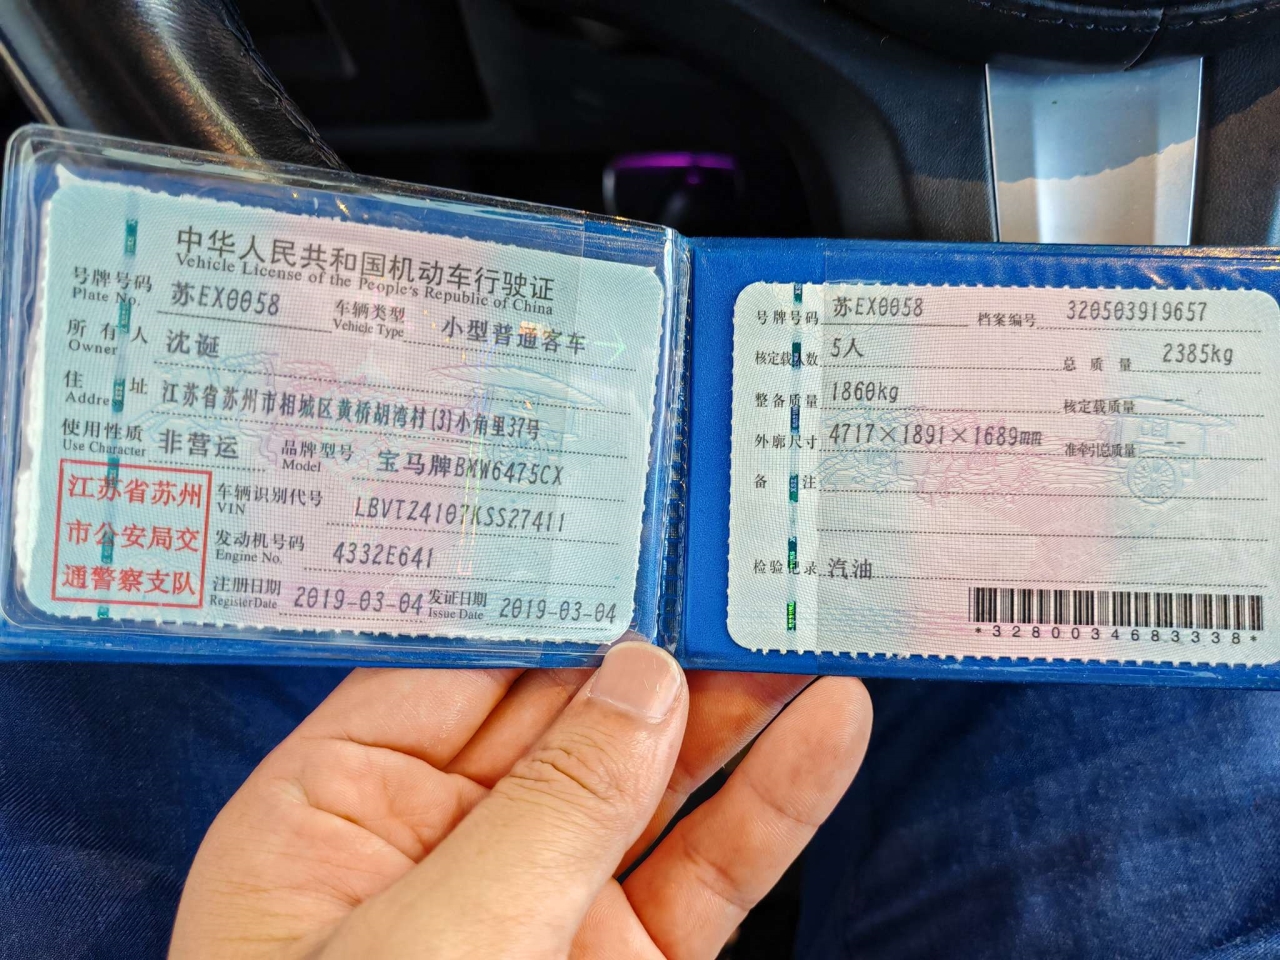 中华人民共和国机动车行驶证
Vehicle License of the People's Republic of China
号牌号码 苏EX0058 车辆类型 小型普通客车
Plate No. Vehicle Type
所有人 沈诞
Owner
住址 江苏省苏州市相城区黄桥胡湾村(3)小角里37号
Address
使用性质 非营运 品牌型号 宝马牌BMW6475CX
Use Character Model
江苏省苏州
市公安局交
通警察支队
车辆识别代号 LBVTZ4107KSS27411
VIN
发动机号码 4332E641
Engine No.
注册日期 2019-03-04 发证日期 2019-03-04
Register Date Issue Date
号牌号码 苏EX0058 档案编号 320503919657
核定载人数 5人 总质量 2385kg
整备质量 1860kg 核定载质量 --
外廓尺寸 4717×1891×1689mm 准牵引总质量 --
备注
检验记录 汽油
*3280034683338*